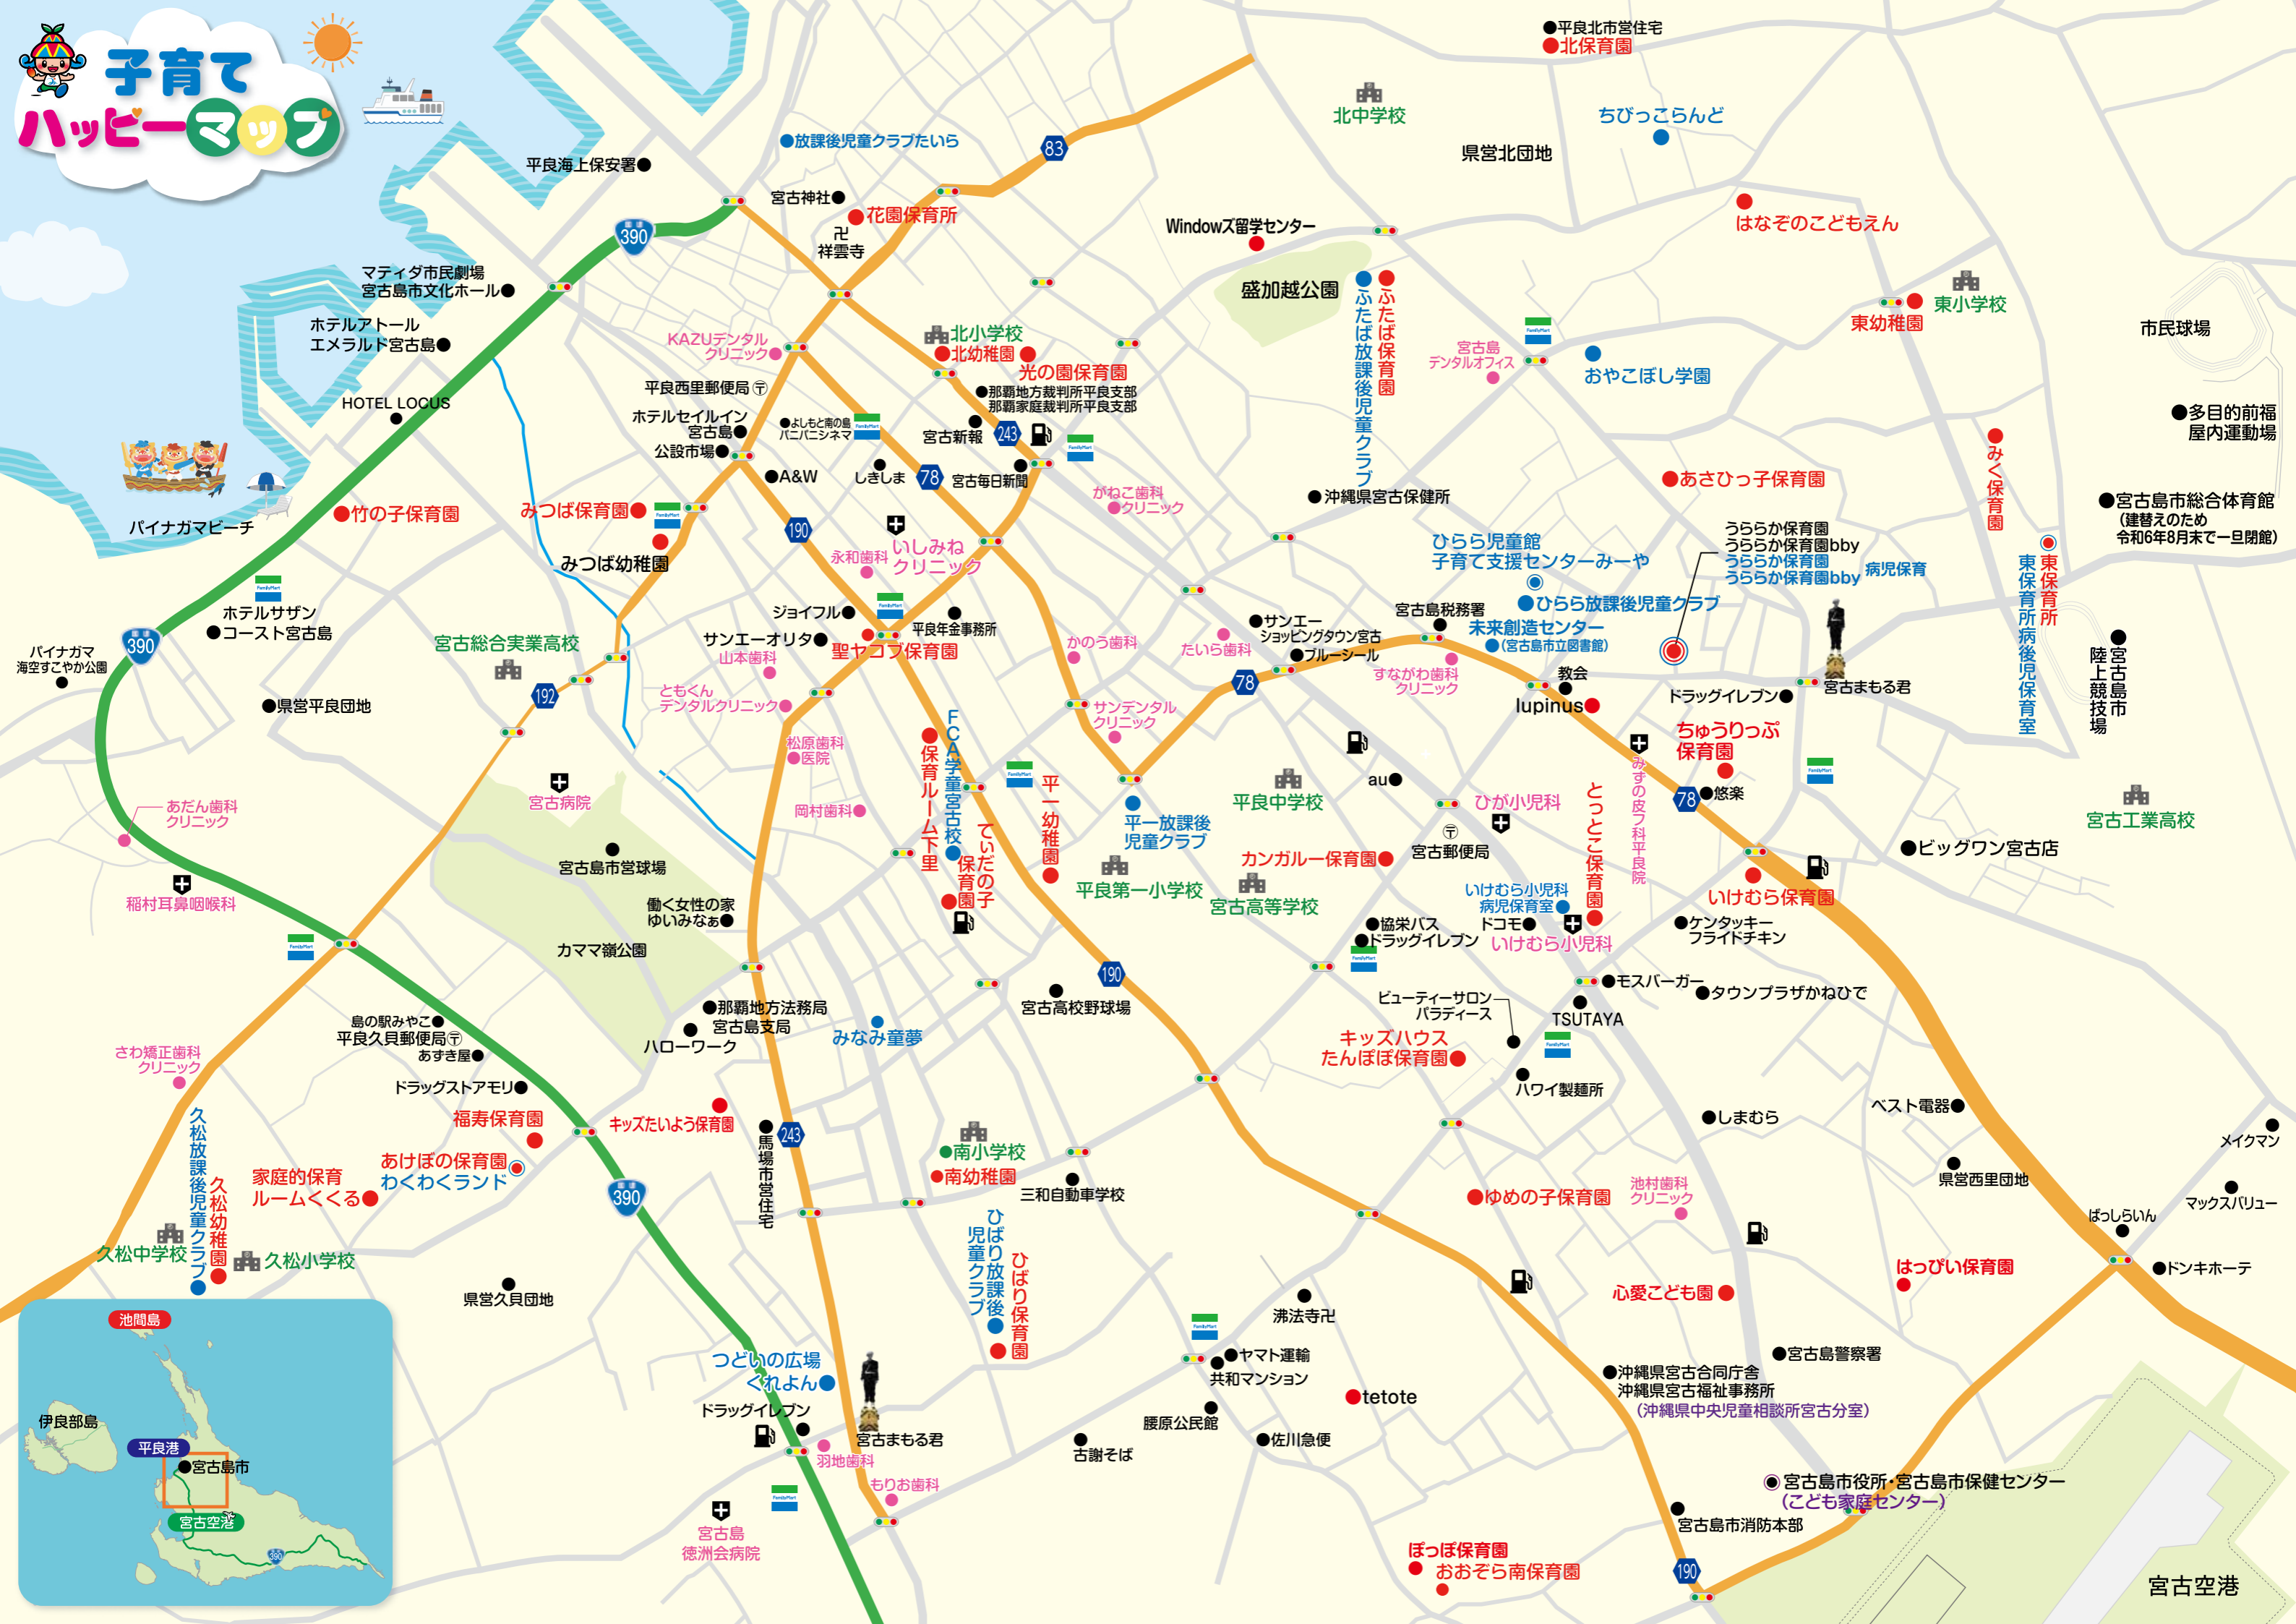 子育て
ハッピーマップ
平良北市営住宅
北保育園
北中学校
ちびっこらんど
県営北団地
放課後児童クラブたいら
83
平良海上保安署
宮古神社
花園保育所
卍
祥雲寺
390
Windowズ留学センター
はなぞのこどもえん
マティダ市民劇場
宮古島市文化ホール
盛加越公園
ふたば放課後児童クラブ
ふたば保育園
東幼稚園
東小学校
市民球場
ホテルアトール
エメラルド宮古島
KAZUデンタル
クリニック
北小学校
北幼稚園
光の園保育園
宮古島
デンタルオフィス
FamilyMart
おやこぼし学園
平良西里郵便局〒
那覇地方裁判所平良支部
那覇家庭裁判所平良支部
HOTEL LOCUS
ホテルセイルイン
宮古島
公設市場
よしもと南の島
パニパニシネマ
宮古新報
243
多目的前福
屋内運動場
みく保育園
A&W
しきしま
78
宮古毎日新聞
がねこ歯科
クリニック
沖縄県宮古保健所
あさひっ子保育園
宮古島市総合体育館
(建替えのため
令和6年8月末で一旦閉館)
パイナガマビーチ
竹の子保育園
みつば保育園
みつば幼稚園
190
永和歯科
いしみね
クリニック
ひらら児童館
子育て支援センターみーや
ひらら放課後児童クラブ
うららか保育園
うららか保育園bby
うららか保育園
うららか保育園bby
病児保育
東保育所
東保育所病後児保育室
ホテルサザン
コースト宮古島
ジョイフル
サンエーオリタ
平良年金事務所
聖ヤコブ保育園
サンエー
ショッピングタウン宮古
ブルーシール
宮古島税務署
未来創造センター
(宮古島市立図書館)
390
パイナガマ
海空すこやか公園
宮古総合実業高校
192
県営平良団地
山本歯科
ともくん
デンタルクリニック
かのう歯科
たいら歯科
すながわ歯科
クリニック
78
教会
lupinus
ドラッグイレブン
宮古まもる君
宮古島市
陸上競技場
サンデンタル
クリニック
松原歯科
医院
保育ルーム下里
FCA学童宮古校
平一幼稚園
ちゅうりっぷ
保育園
みずの皮フ科平良院
78
悠楽
au
平良中学校
ひが小児科
とっとこ保育園
宮古工業高校
あだん歯科
クリニック
宮古病院
岡村歯科
ていだの子
保育園
平一放課後
児童クラブ
〒
宮古郵便局
カンガルー保育園
ビッグワン宮古店
宮古島市営球場
平良第一小学校
宮古高等学校
いけむら小児科
病児保育室
いけむら保育園
稲村耳鼻咽喉科
働く女性の家
ゆいみなぁ
協栄バス
ドラッグイレブン
ドコモ
いけむら小児科
ケンタッキー
フライドチキン
カママ嶺公園
190
宮古高校野球場
モスバーガー
タウンプラザかねひで
ビューティーサロン
パラディース
TSUTAYA
島の駅みやこ
平良久貝郵便局〒
あずき屋
那覇地方法務局
宮古島支局
ハローワーク
みなみ童夢
キッズハウス
たんぽぽ保育園
さわ矯正歯科
クリニック
ドラッグストアモリ
ハワイ製麺所
しまむら
ベスト電器
福寿保育園
キッズたいよう保育園
馬場市営住宅
243
南小学校
南幼稚園
メイクマン
久松放課後児童クラブ
久松幼稚園
家庭的保育
ルームくくる
あけぼの保育園
わくわくランド
390
三和自動車学校
ゆめの子保育園
池村歯科
クリニック
県営西里団地
マックスバリュー
ばっしらいん
久松中学校
久松小学校
ひばり放課後
児童クラブ
ひばり保育園
はっぴい保育園
ドンキホーテ
県営久貝団地
沸法寺卍
心愛こども園
池間島
伊良部島
平良港
宮古島市
宮古空港
390
つどいの広場
くれよん
ヤマト運輸
共和マンション
宮古島警察署
沖縄県宮古合同庁舎
沖縄県宮古福祉事務所
(沖縄県中央児童相談所宮古分室)
tetote
ドラッグイレブン
宮古まもる君
腰原公民館
佐川急便
古謝そば
羽地歯科
もりお歯科
宮古島市役所・宮古島市保健センター
(こども家庭センター)
宮古島市消防本部
宮古島
徳洲会病院
ぽっぽ保育園
おおぞら南保育園
190
宮古空港